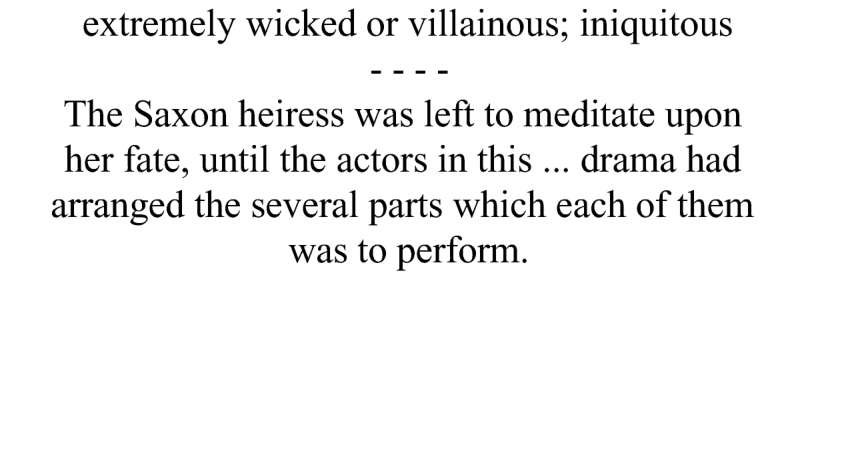 extremely wicked or villainous; iniquitous
- - - -
The Saxon heiress was left to meditate upon
her fate, until the actors in this ... drama had
arranged the several parts which each of them
was to perform.